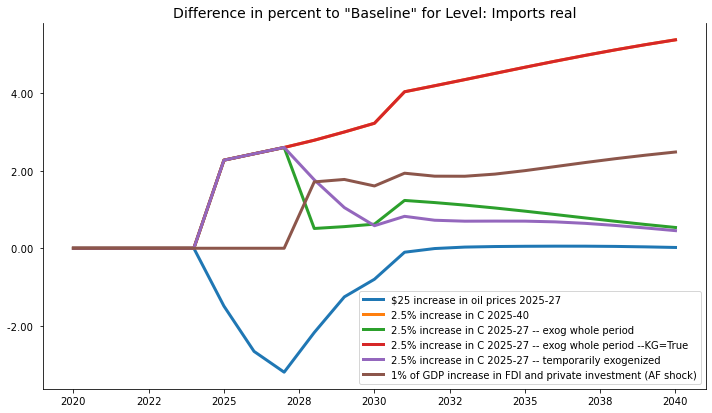 Difference in percent to "Baseline" for Level: Imports real
4.00
2.00
0.00
-2.00
$25 increase in oil prices 2025-27
2.5% increase in C 2025-40
2.5% increase in C 2025-27 -- exog whole period
2.5% increase in C 2025-27 -- exog whole period --KG=True
2.5% increase in C 2025-27 -- temporarily exogenized
1% of GDP increase in FDI and private investment (AF shock)
2020 2022 2025 2028 2030 2032 2035 2038 2040